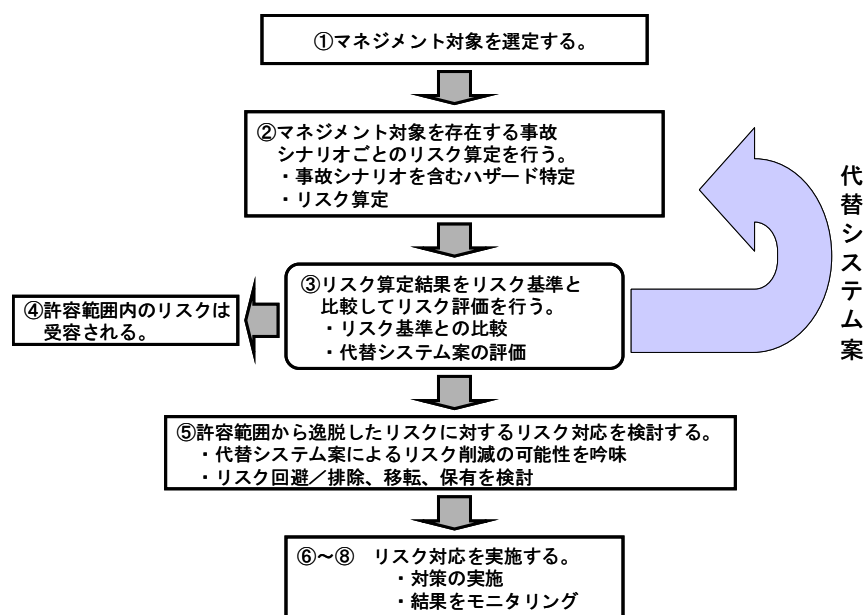 ①マネジメント対象を選定する。
②マネジメント対象を存在する事故
シナリオごとのリスク算定を行う。
・事故シナリオを含むハザード特定
・リスク算定
③リスク算定結果をリスク基準と
比較してリスク評価を行う。
・リスク基準との比較
・代替システム案の評価
④許容範囲内のリスクは
受容される。
代替システム案
⑤許容範囲から逸脱したリスクに対するリスク対応を検討する。
・代替システム案によるリスク削減の可能性を吟味
・リスク回避／排除、移転、保有を検討
⑥～⑧　リスク対応を実施する。
・対策の実施
・結果をモニタリング